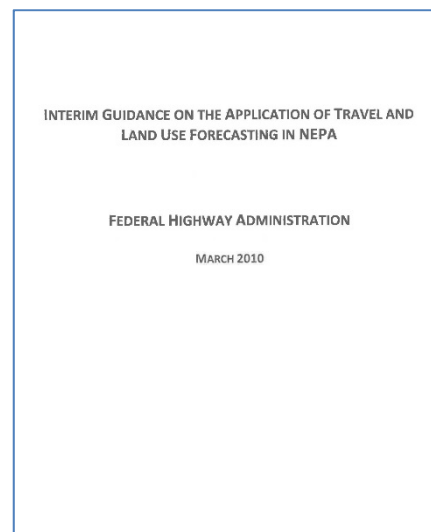 INTERIM GUIDANCE ON THE APPLICATION OF TRAVEL AND
LAND USE FORECASTING IN NEPA
FEDERAL HIGHWAY ADMINISTRATION
MARCH 2010